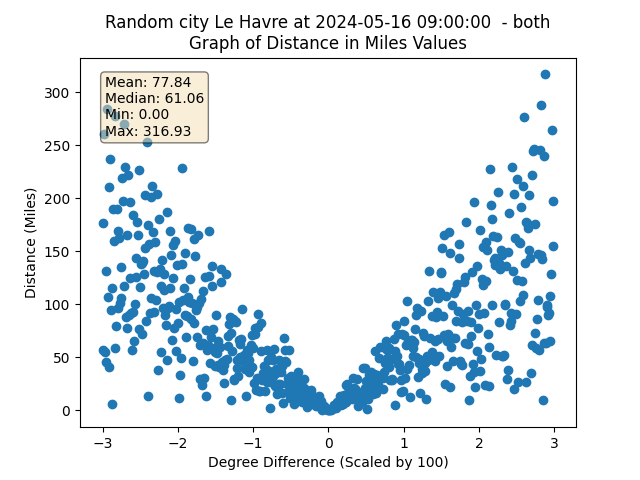 Random city Le Havre at 2024-05-16 09:00:00  - both
Graph of Distance in Miles Values
Mean: 77.84
Median: 61.06
Min: 0.00
Max: 316.93
Distance (Miles)
300
250
200
150
100
50
0
−3
−2
−1
0
1
2
3
Degree Difference (Scaled by 100)